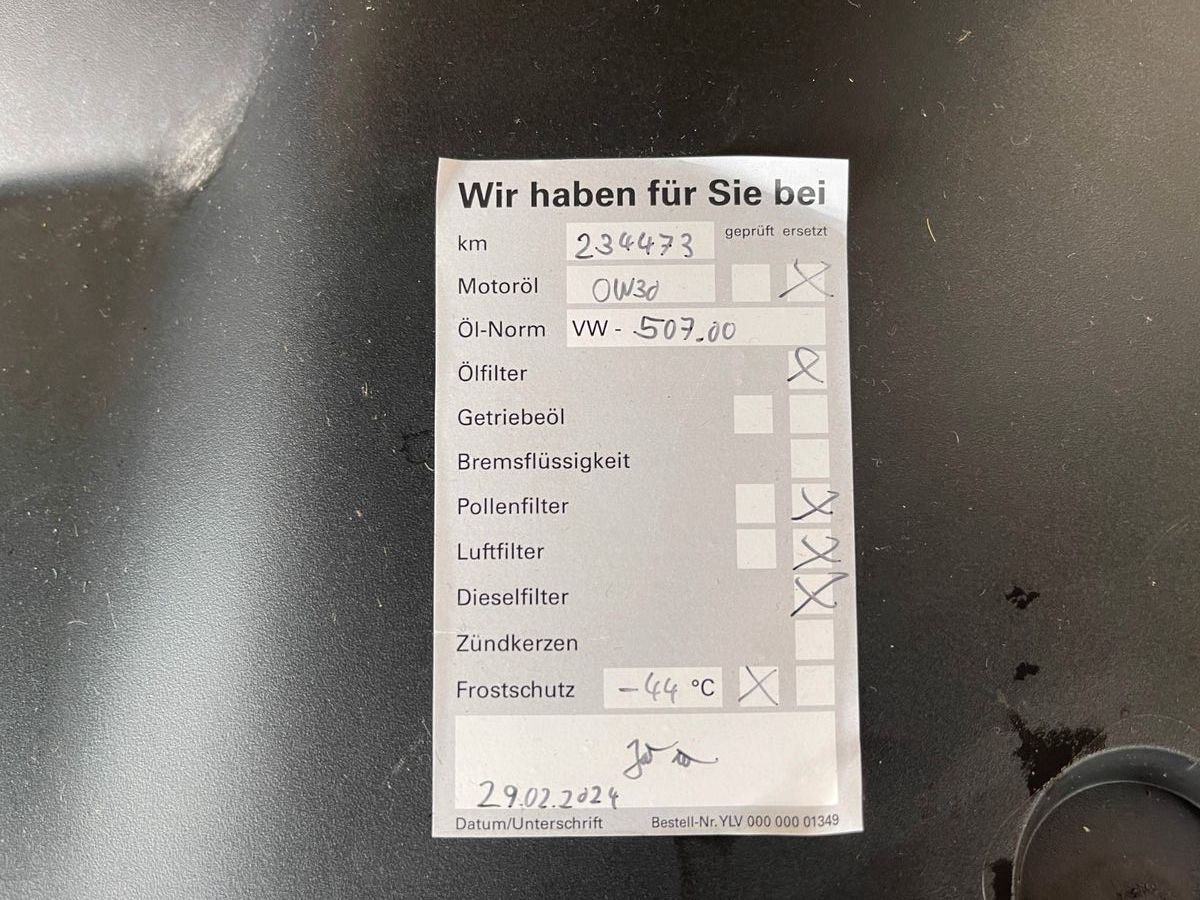 Wir haben für Sie bei
geprüft ersetzt
km 234473
Motoröl 0W30
Öl-Norm VW - 507.00
Ölfilter
Getriebeöl
Bremsflüssigkeit
Pollenfilter
Luftfilter
Dieselfilter
Zündkerzen
Frostschutz -44 °C
29.02.2024
Datum/Unterschrift Bestell-Nr. YLV 000 000 01349